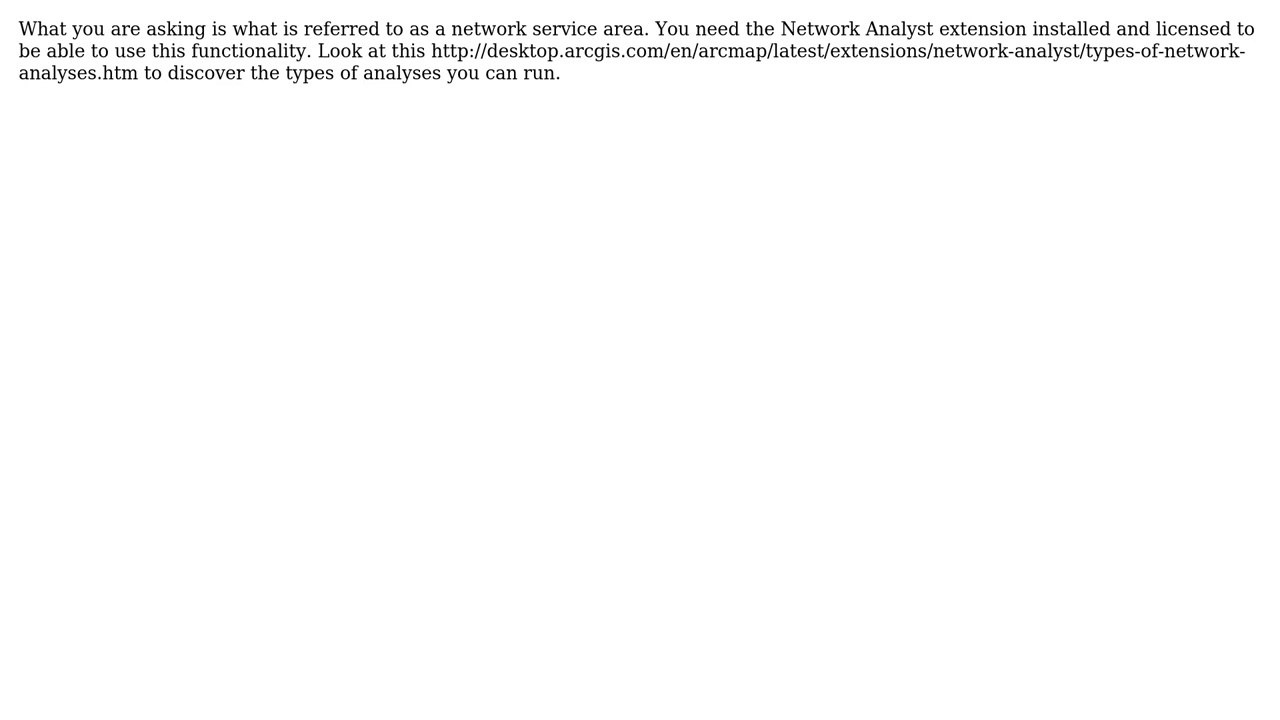 What you are asking is what is referred to as a network service area. You need the Network Analyst extension installed and licensed to
be able to use this functionality. Look at this http://desktop.arcgis.com/en/arcmap/latest/extensions/network-analyst/types-of-network-
analyses.htm to discover the types of analyses you can run.